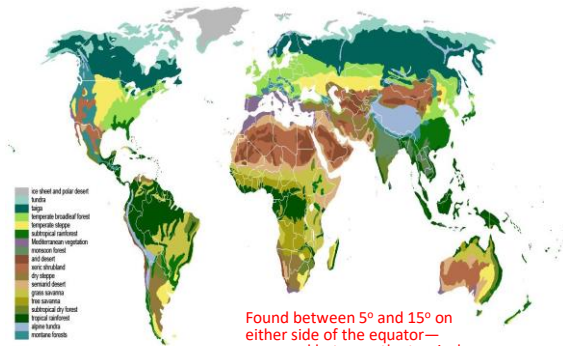 ice sheet and polar desert
tundra
taiga
temperate broadleaf forest
temperate steppe
subtropical rainforest
Mediterranean vegetation
monsoon forest
arid desert
xeric shrubland
dry steppe
semiarid desert
grass savanna
tree savanna
subtropical dry forest
tropical rainforest
alpine tundra
montane forests
Found between 5º and 15º on
either side of the equator—